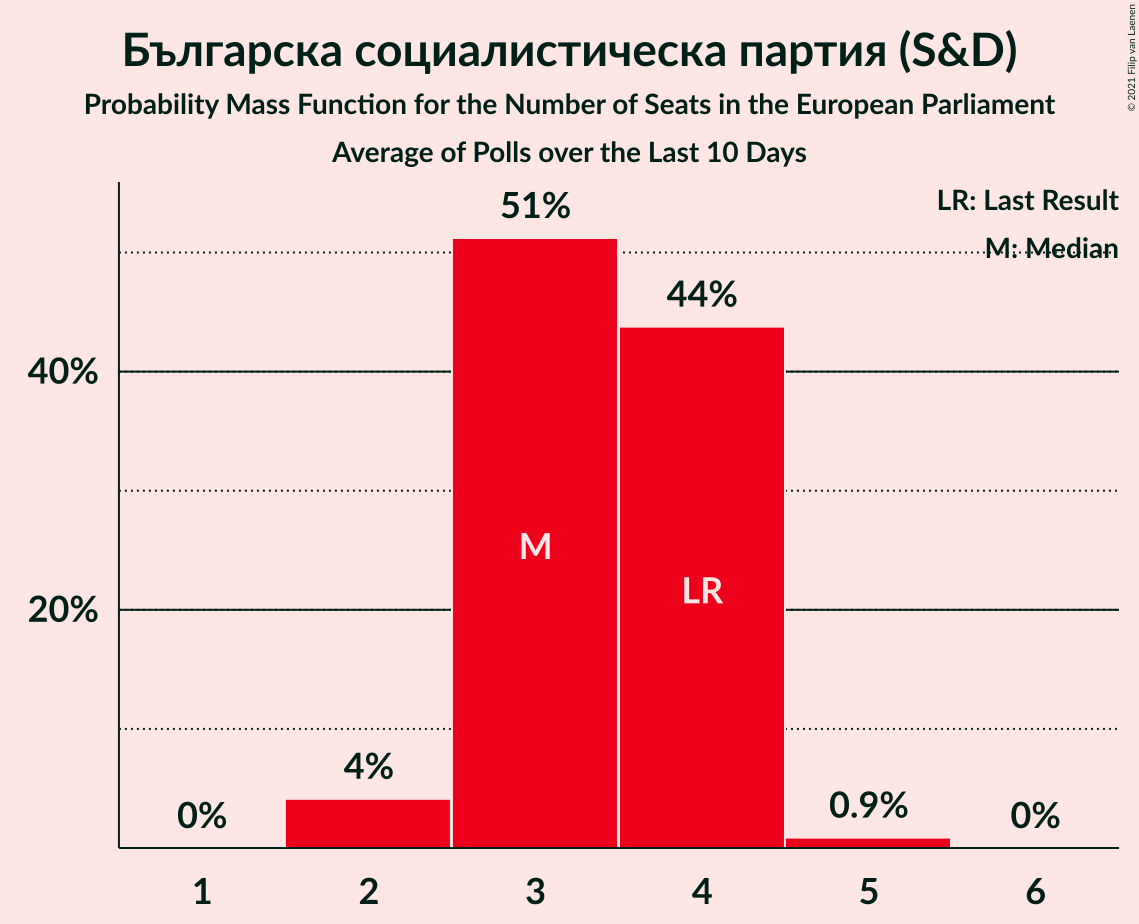 Българска социалистическа партия (S&D)
Probability Mass Function for the Number of Seats in the European Parliament
Average of Polls over the Last 10 Days
© 2021 Filip van Laenen
LR: Last Result
M: Median
51%
44%
40%
M
LR
20%
4%
0%
0.9%
0%
1 2 3 4 5 6